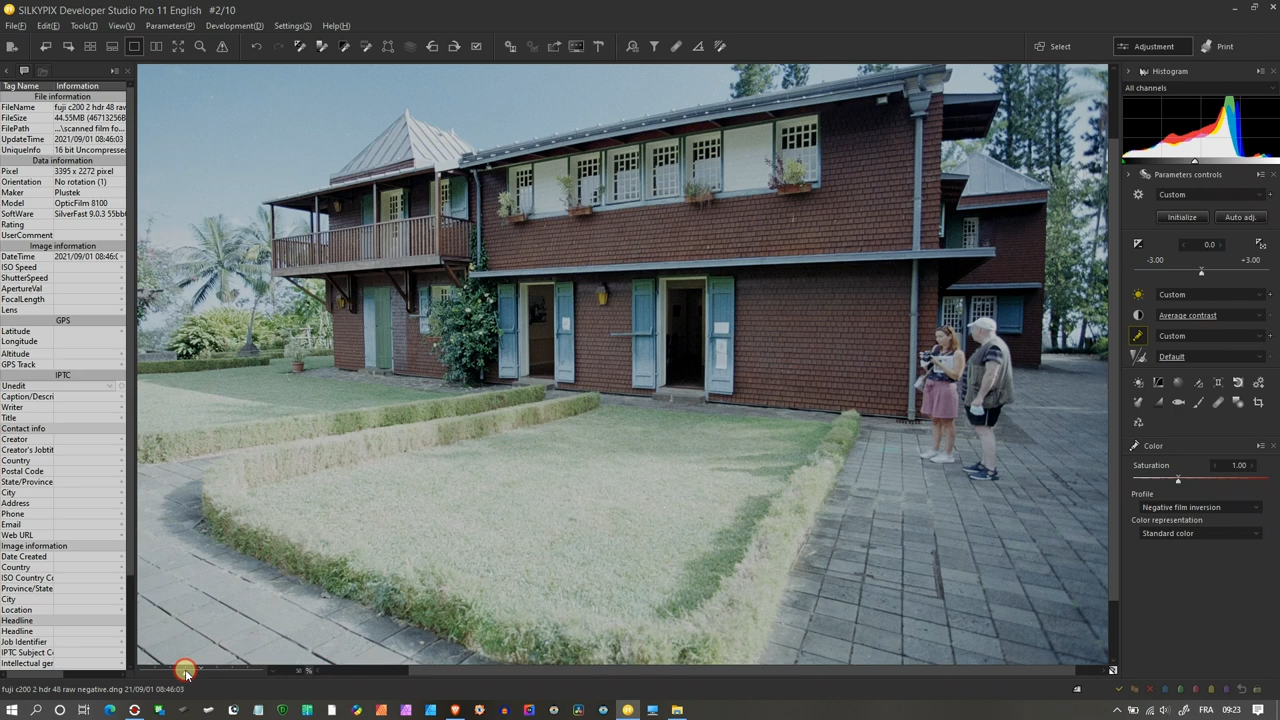 SILKYPIX Developer Studio Pro 11 English   #2/10
File(F) Edit(E) Tools(T) View(V) Parameters(P) Development(D) Settings(S) Help(H)
Select Adjustment Print
Tag Name Information
File information
FileName fuji c200 2 hdr 48 raw
FileSize 44.55MB (46713256B
FilePath ...\scanned film fo...
UpdateTime 2021/09/01 08:46:03
UniqueInfo 16 bit Uncompresse
Data information
Pixel 3395 x 2272 pixel
Orientation No rotation (1)
Maker Plustek
Model OpticFilm 8100
SoftWare SilverFast 9.0.3 55bb
Rating
UserComment
Image information
DateTime 2021/09/01 08:46:0
ISO Speed
ShutterSpeed
ApertureVal
FocalLength
Lens
GPS
Latitude
Longitude
Altitude
GPS Track
IPTC
Unedit
Caption/Descri
Writer
Title
Contact info
Creator
Creator's Jobtit
Country
Postal Code
State/Province
City
Address
Phone
Email
Web URL
Image information
Date Created
Country
ISO Country Co
Province/State
City
Location
Headline
Headline
Job Identifier
IPTC Subject C
Intellectual ger
%
fuji c200 2 hdr 48 raw negative.dng 21/09/01 08:46:03
Histogram
All channels
Parameters controls
Custom
Initialize Auto adj.
0.0
-3.00 +3.00
Custom
Average contrast
Custom
Default
Color
Saturation 1.00
Profile
Negative film inversion
Color representation
Standard color
FRA 09:23